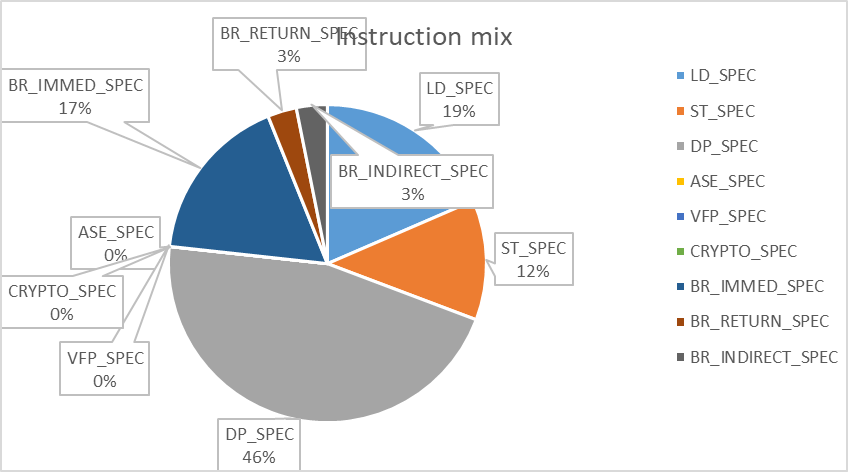 Instruction mix
BR_RETURN_SPEC
3%
LD_SPEC
19%
BR_IMMED_SPEC
17%
BR_INDIRECT_SPEC
3%
ASE_SPEC
0%
ST_SPEC
12%
CRYPTO_SPEC
0%
VFP_SPEC
0%
DP_SPEC
46%
LD_SPEC
ST_SPEC
DP_SPEC
ASE_SPEC
VFP_SPEC
CRYPTO_SPEC
BR_IMMED_SPEC
BR_RETURN_SPEC
BR_INDIRECT_SPEC